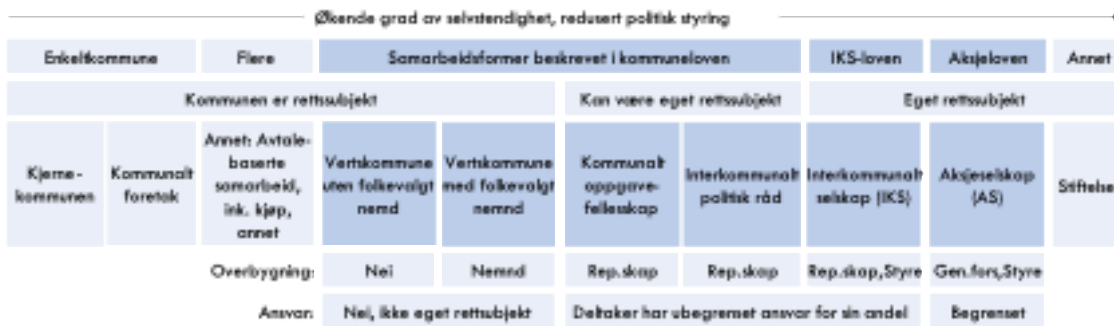 Økende grad av selvstendighet, redusert politisk styring
Enkeltkommune Flere Samarbeidsformer beskrevet i kommuneloven IKS-loven Aksjeloven Annet
Kommunen er rettssubjekt Kan være eget rettssubjekt Eget rettssubjekt
Kjerne-
kommunen
Kommunalt
foretak
Annet: Avtale-
baserte
samarbeid,
ink. kjøp,
annet
Vertskommune
uten folkevalgt
nemd
Vertskommune
med folkevalgt
nemnd
Kommunalt
oppgave-
fellesskap
Interkommunalt
politisk råd
Interkommunalt
selskap (IKS)
Aksjeselskap
(AS)
Stiftelse
Overbygning: Nei Nemnd Rep.skap Rep.skap Rep.skap,Styre Gen.fors,Styre
Ansvar: Nei, ikke eget rettsubjekt Deltaker har ubegrenset ansvar for sin andel Begrenset